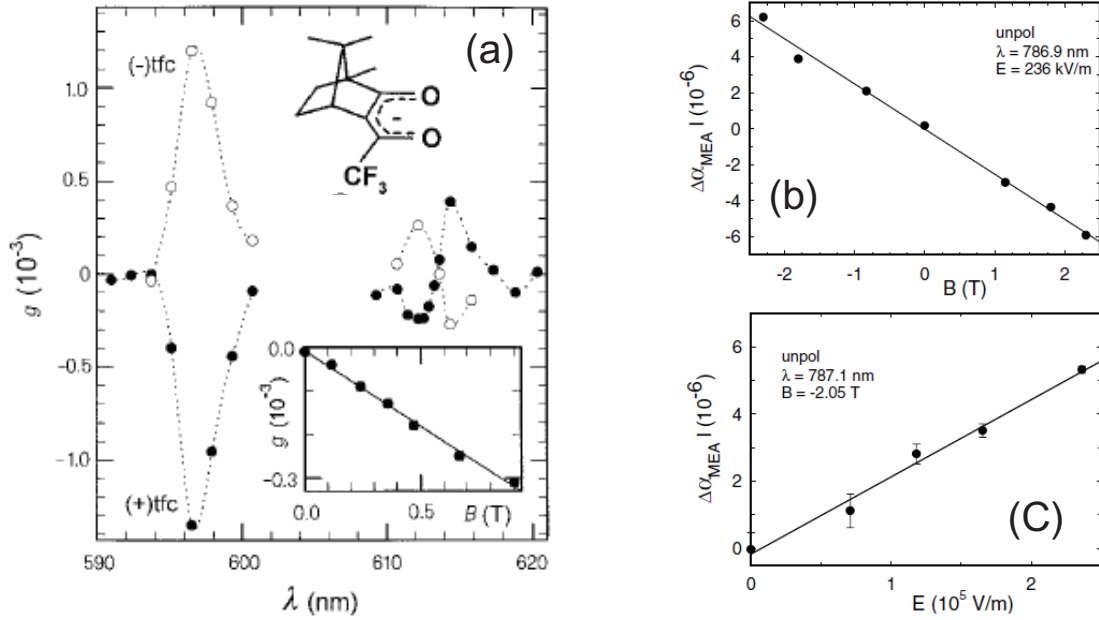 (a)
(-)tfc
O
-
O
CF3
1.0
0.5
0
-0.5
-1.0
g (10-3)
(+)tfc
0.0
g (10-3)
-0.3
0.0
0.5
B (T)
590
600
610
620
λ (nm)
6
4
2
0
-2
-4
-6
ΔαMEA l (10-6)
unpol
λ = 786.9 nm
E = 236 kV/m
(b)
-2
-1
0
1
2
B (T)
6
4
2
0
ΔαMEA l (10-6)
unpol
λ = 787.1 nm
B = -2.05 T
(C)
0
1
2
E (105 V/m)